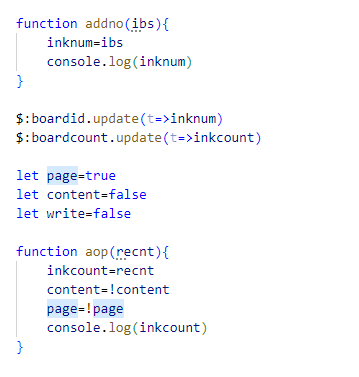 function addno(ibs){
    inknum=ibs
    console.log(inknum)
}

$:boardid.update(t=>inknum)
$:boardcount.update(t=>inkcount)

let page=true
let content=false
let write=false

function aop(recnt){
    inkcount=recnt
    content=!content
    page=!page
    console.log(inkcount)
}